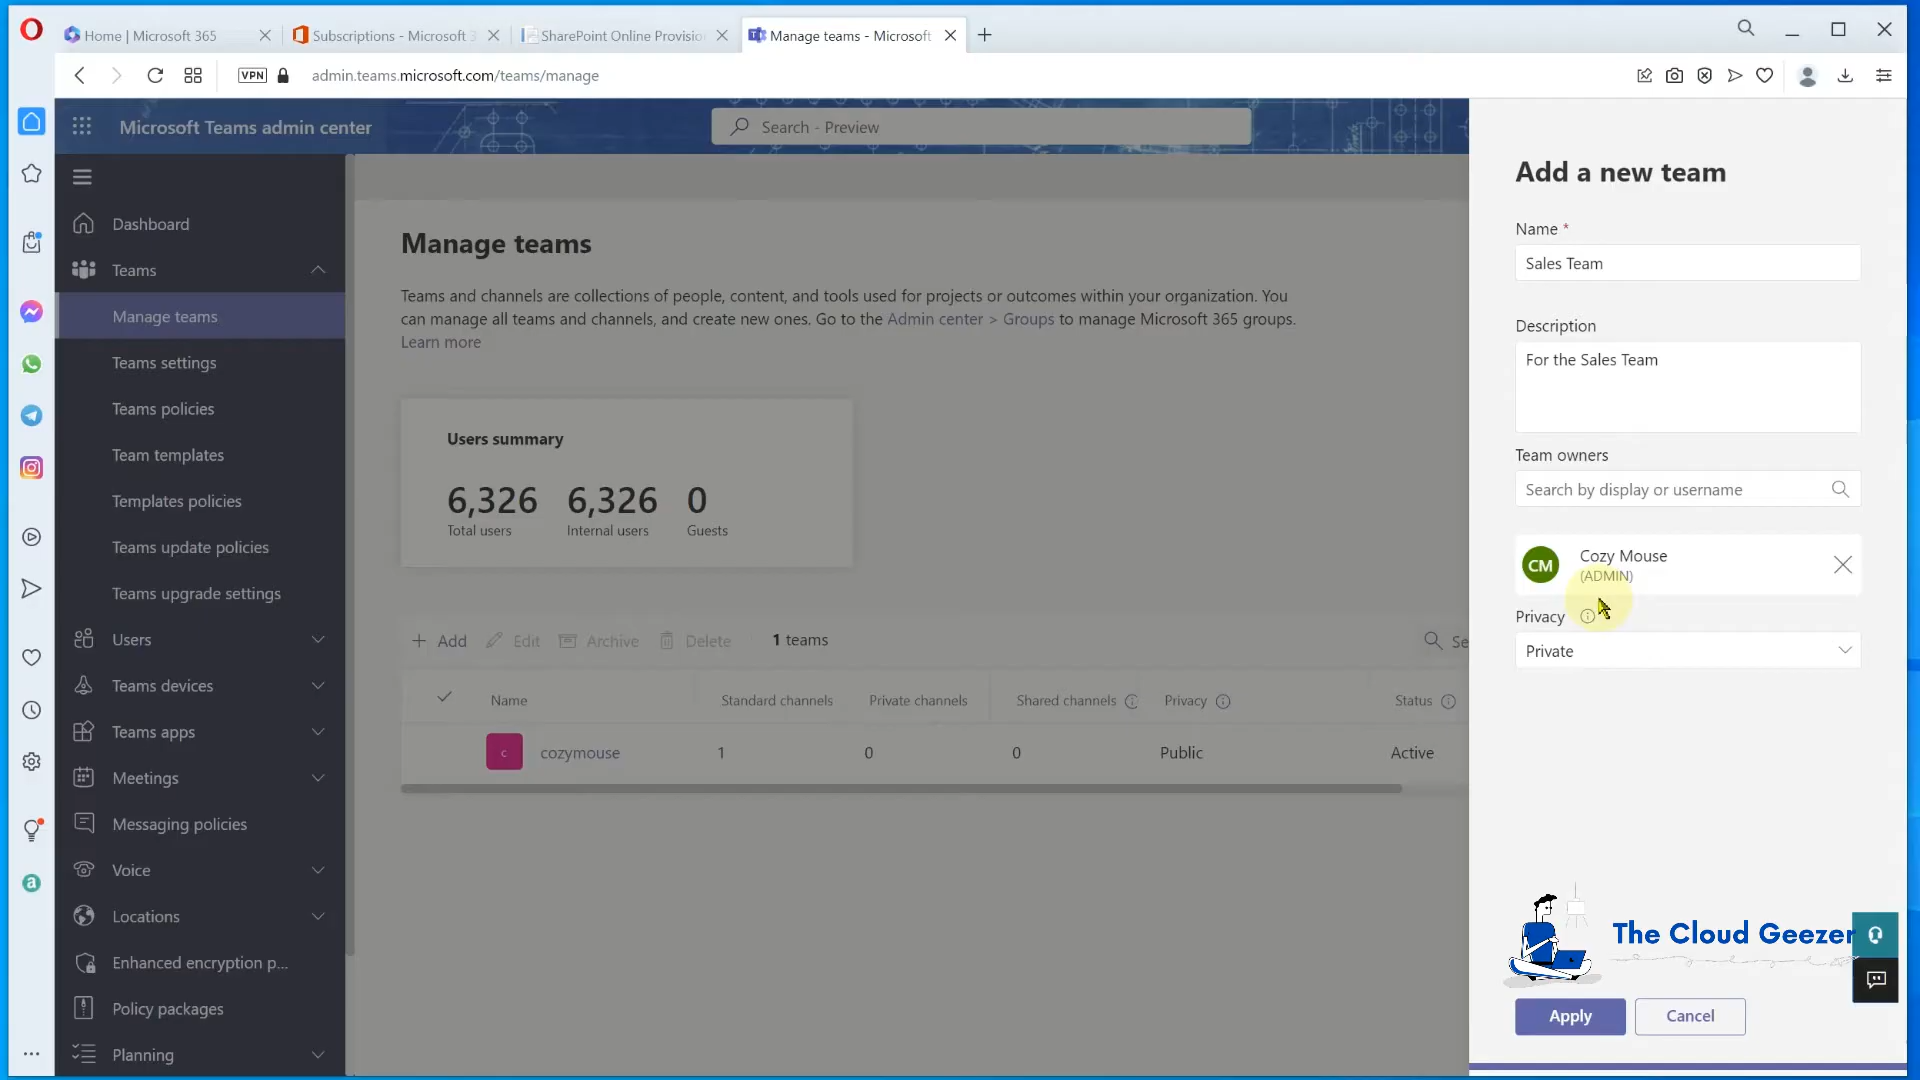 Home | Microsoft 365
Subscriptions - Microsoft 3
SharePoint Online Provisio
Manage teams - Microsoft
VPN
admin.teams.microsoft.com/teams/manage
Microsoft Teams admin center
Search - Preview
Dashboard
Teams
Manage teams
Teams settings
Teams policies
Team templates
Templates policies
Teams update policies
Teams upgrade settings
Users
Teams devices
Teams apps
Meetings
Messaging policies
Voice
Locations
Enhanced encryption p...
Policy packages
Planning
Manage teams
Teams and channels are collections of people, content, and tools used for projects or outcomes within your organization. You
can manage all teams and channels, and create new ones. Go to the Admin center > Groups to manage Microsoft 365 groups.
Learn more
Users summary
6,326 6,326 0
Total users Internal users Guests
Add Edit Archive Delete 1 teams Se
Name Standard channels Private channels Shared channels Privacy Status
c cozymouse 1 0 0 Public Active
Add a new team
Name *
Sales Team
Description
For the Sales Team
Team owners
Search by display or username
CM Cozy Mouse
(ADMIN)
Privacy
Private
The Cloud Geezer
Apply Cancel